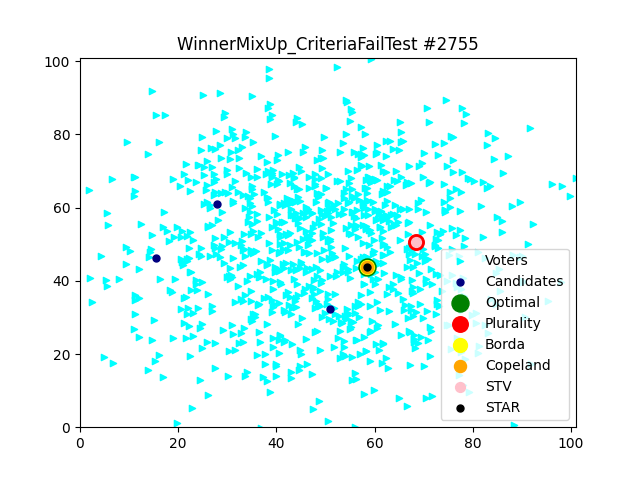 WinnerMixUp_CriteriaFailTest #2755
100
80
60
40
20
0
0 20 40 60 80 100
Voters
Candidates
Optimal
Plurality
Borda
Copeland
STV
STAR